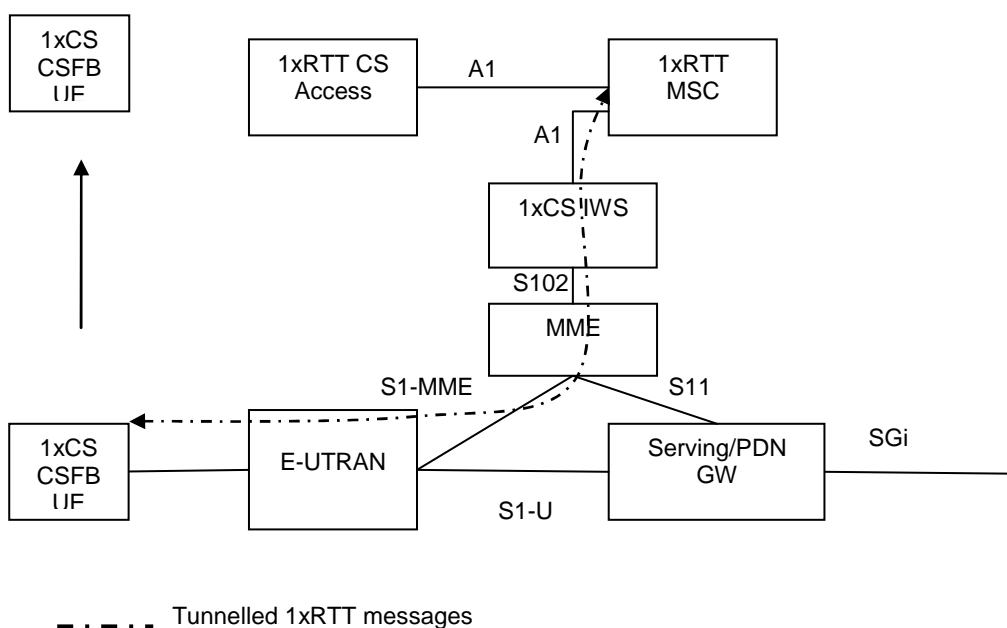 1xCS
CSFB
UE
1xRTT CS
Access
A1
1xRTT
MSC
A1
1xCS IWS
S102
MME
S1-MME
S11
1xCS
CSFB
UE
E-UTRAN
Serving/PDN
GW
SGi
S1-U
Tunnelled 1xRTT messages